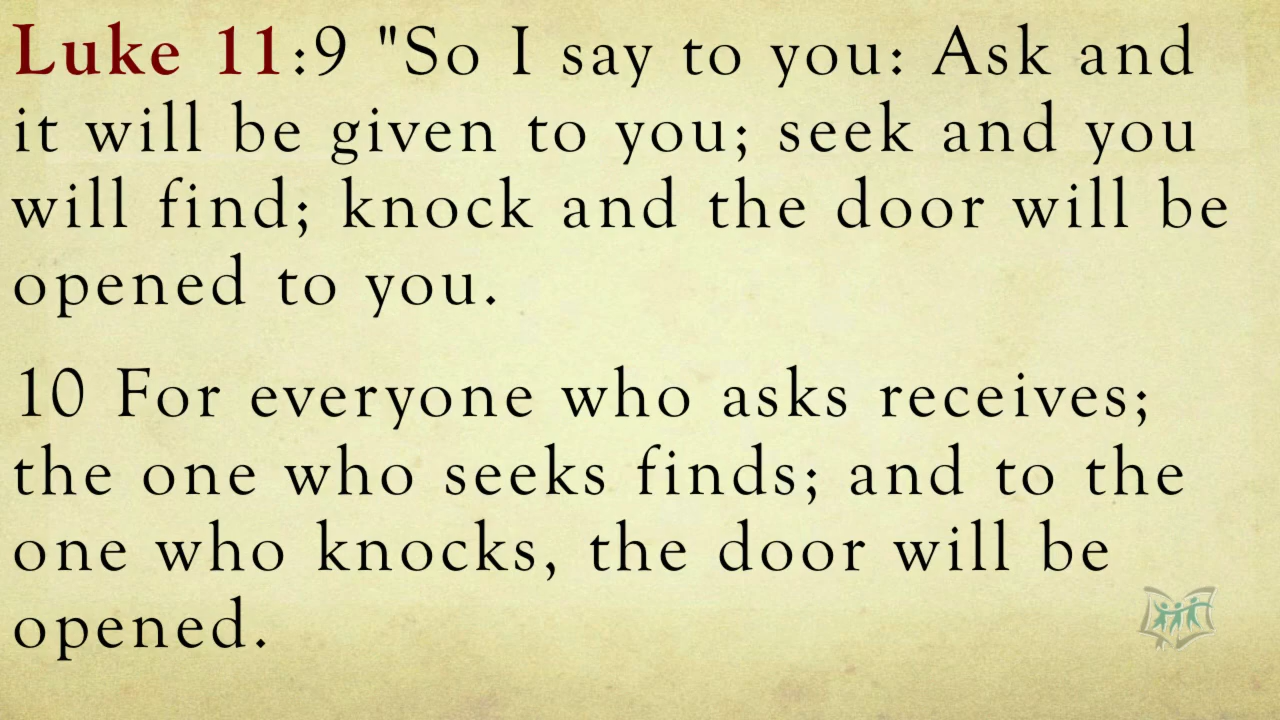 Luke 11:9 "So I say to you: Ask and
it will be given to you; seek and you
will find; knock and the door will be
opened to you.
10 For everyone who asks receives;
the one who seeks finds; and to the
one who knocks, the door will be
opened.